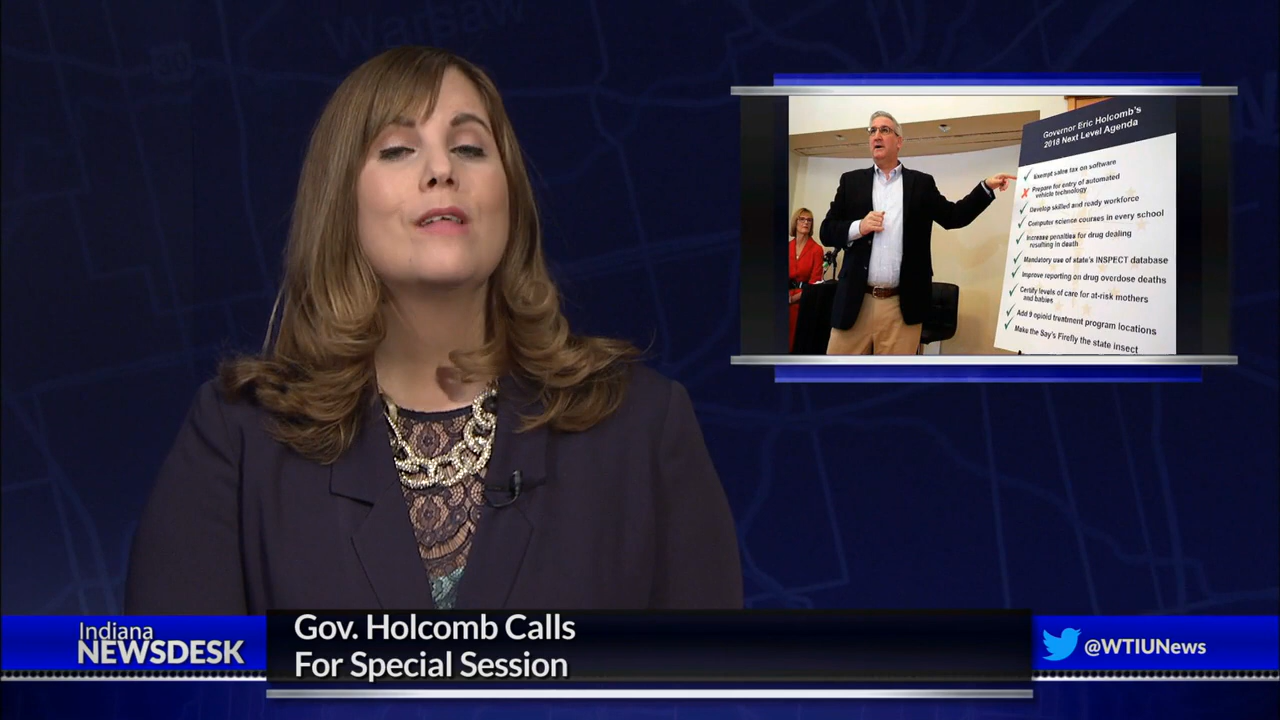 Warsaw
30
Governor Eric Holcomb's
2018 Next Level Agenda
✓ Exempt sales tax on software
✗ Prepare for entry of automated
vehicle technology
✓ Develop skilled and ready workforce
✓ Computer science courses in every school
✓ Increase penalties for drug dealing
resulting in death
✓ Mandatory use of state's INSPECT database
✓ Improve reporting on drug overdose deaths
✓ Certify levels of care for at-risk mothers
and babies
✓ Add 9 opioid treatment program locations
✓ Make the Say's Firefly the state insect
Gov. Holcomb Calls
For Special Session
Indiana
NEWSDESK
@WTIUNews